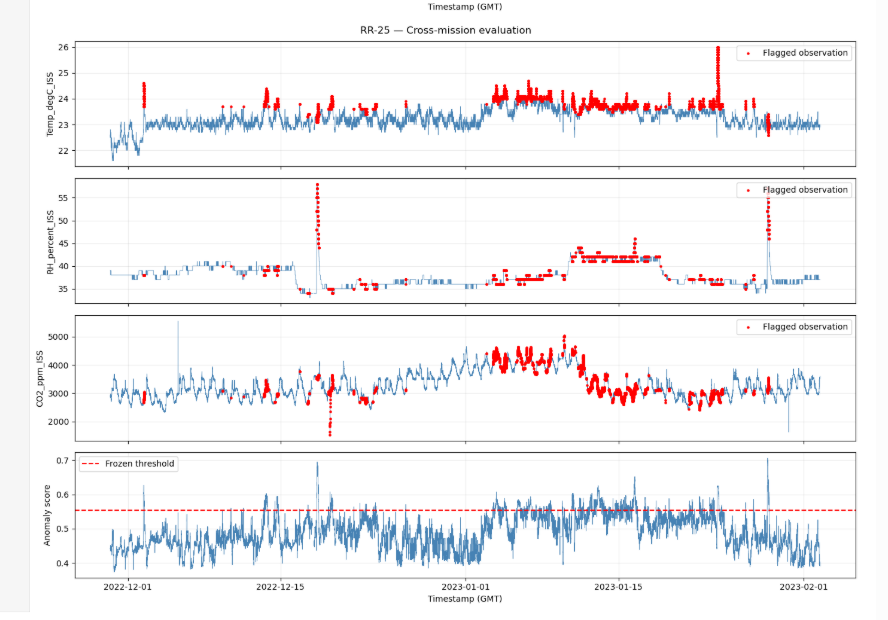 Timestamp (GMT)
RR-25 — Cross-mission evaluation
26
25
24
23
22
Temp_degC_ISS
Flagged observation
55
50
45
40
35
RH_percent_ISS
Flagged observation
5000
4000
3000
2000
CO2_ppm_ISS
Flagged observation
0.7
0.6
0.5
0.4
Anomaly score
Frozen threshold
2022-12-01 2022-12-15 2023-01-01 2023-01-15 2023-02-01
Timestamp (GMT)